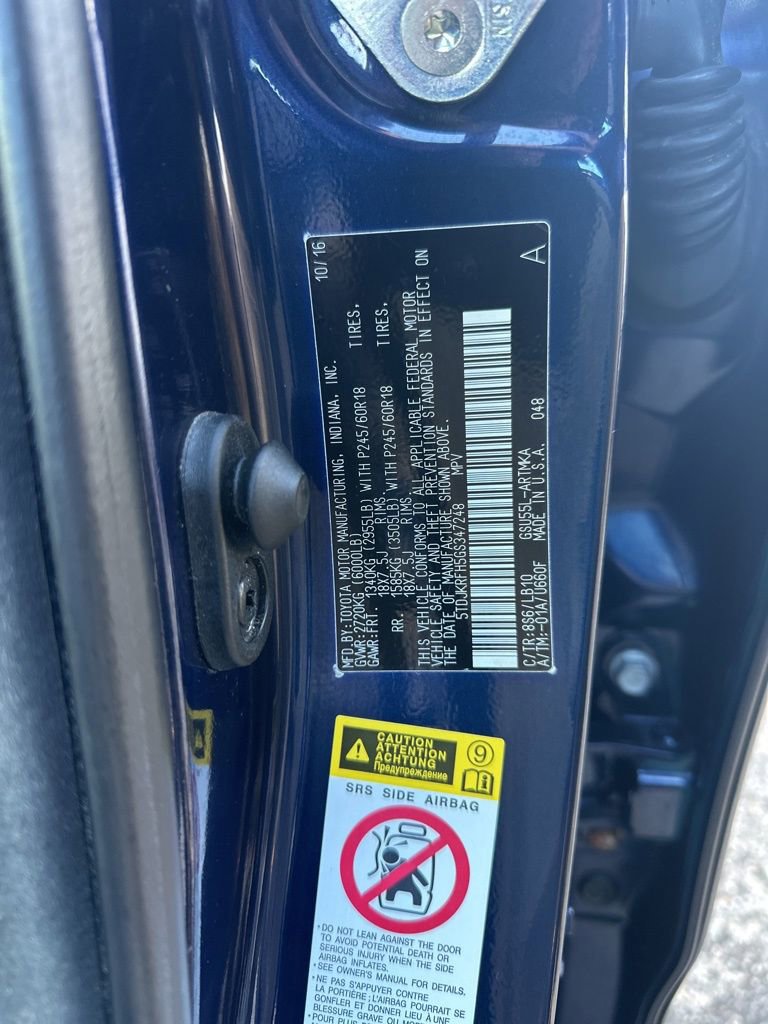 NIS
10/16
MFD.BY:TOYOTA MOTOR MANUFACTURING, INDIANA, INC.
GVWR:2720KG (6000LB)
GAWR:FRT. 1340KG (2955LB) WITH P245/60R18 TIRES,
18X7.5J RIMS.
RR. 1585KG (3505LB) WITH P245/60R18 TIRES,
18X7.5J RIMS.
THIS VEHICLE CONFORMS TO ALL APPLICABLE FEDERAL MOTOR
VEHICLE SAFETY AND THEFT PREVENTION STANDARDS IN EFFECT ON
THE DATE OF MANUFACTURE SHOWN ABOVE.
5TDJKRFH5GS347248 MPV
C/TR:8S6/LB10 GSU55L-ARTMKA 048
A/TM:-01A/U660F MADE IN U.S.A.
A
CAUTION
ATTENTION
ACHTUNG
Предупреждение
9
SRS SIDE AIRBAG
•DO NOT LEAN AGAINST THE DOOR
TO AVOID POTENTIAL DEATH OR
SERIOUS INJURY WHEN THE SIDE
AIRBAG INFLATES.
•SEE OWNER'S MANUAL FOR DETAILS.
•NE PAS S'APPUYER CONTRE
LA PORTIÈRE ; L'AIRBAG POURRAIT SE
GONFLER ET DONNER LIEU À UNE
BLESSURE GRAVE OU
•POUR PLUS